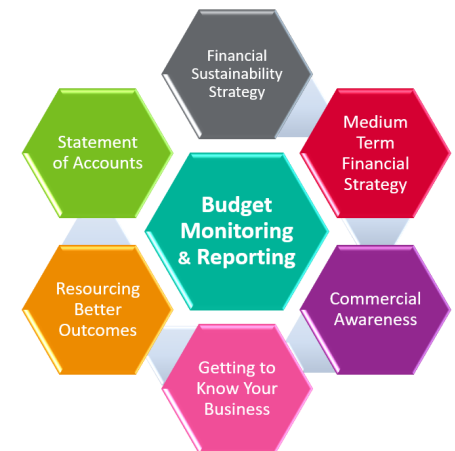 Financial
Sustainability
Strategy
Medium
Term
Financial
Strategy
Statement
of Accounts
Budget
Monitoring
& Reporting
Commercial
Awareness
Resourcing
Better
Outcomes
Getting to
Know Your
Business